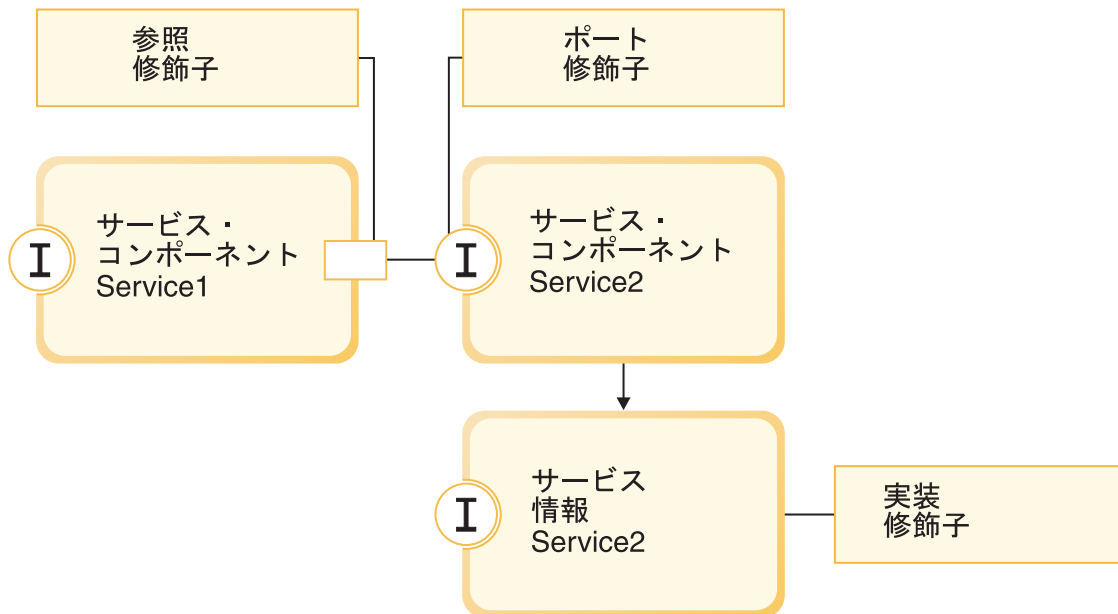 参照
修飾子
ポート
修飾子
I
サービス・
コンポーネント
Service1
I
サービス・
コンポーネント
Service2
I
サービス
情報
Service2
実装
修飾子